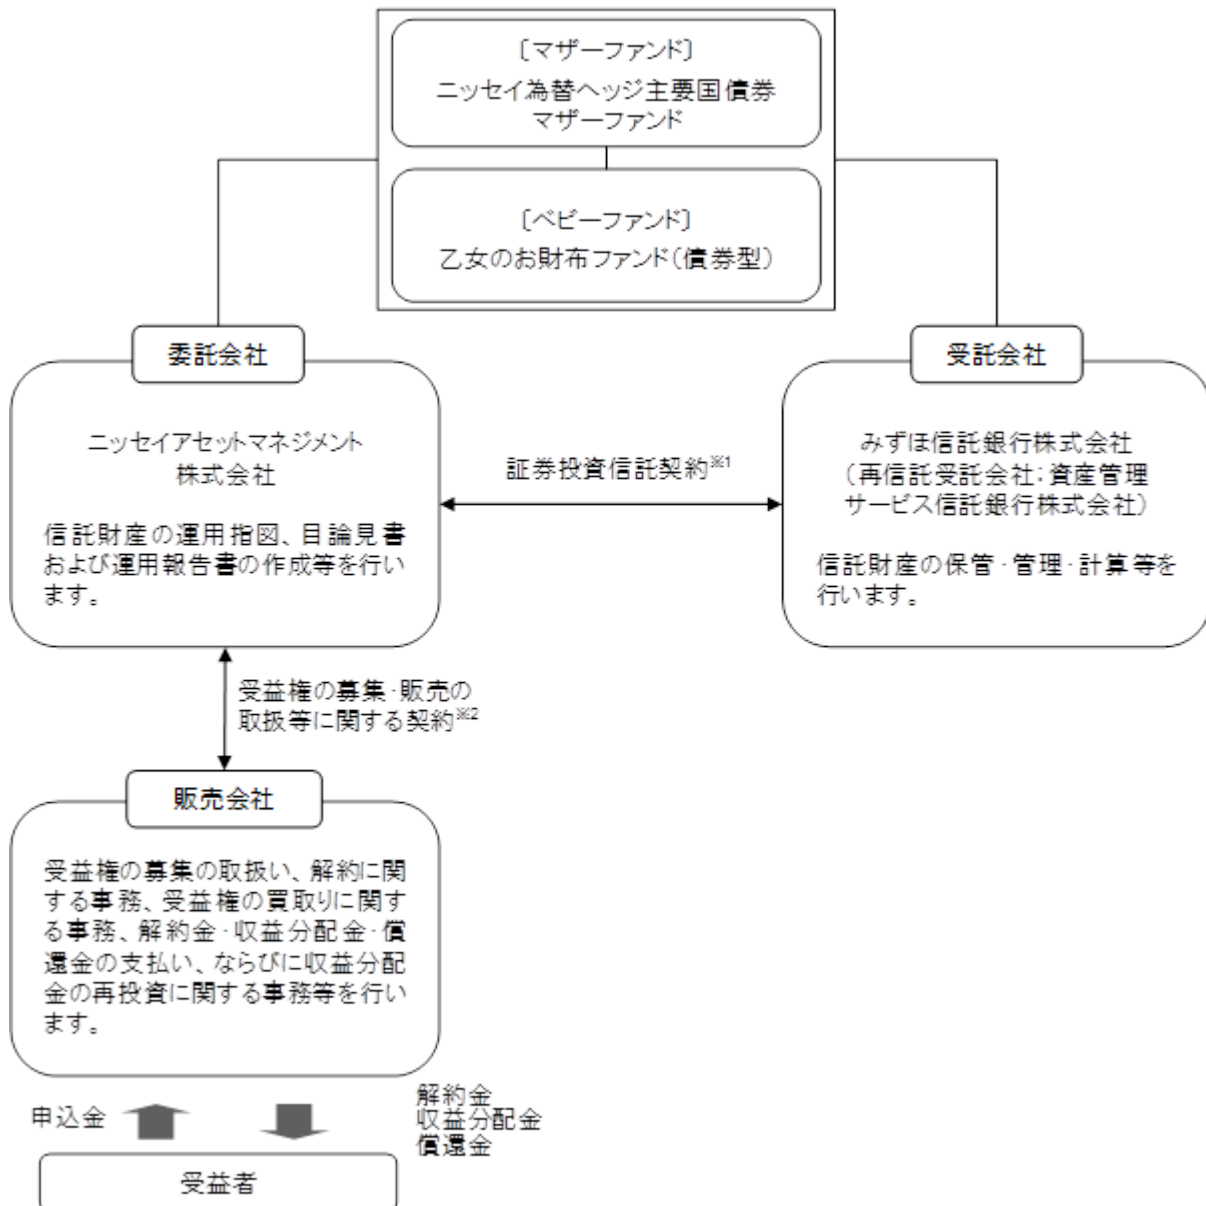 〔マザーファンド〕
ニッセイ為替ヘッジ主要国債券
マザーファンド
〔ベビーファンド〕
乙女のお財布ファンド(債券型)
委託会社
ニッセイアセットマネジメント
株式会社
信託財産の運用指図、目論見書
および運用報告書の作成等を行い
ます。
証券投資信託契約※1
受託会社
みずほ信託銀行株式会社
(再信託受託会社:資産管理
サービス信託銀行株式会社)
信託財産の保管・管理・計算等を
行います。
受益権の募集・販売の
取扱等に関する契約※2
販売会社
受益権の募集の取扱い、解約に関
する事務、受益権の買取りに関す
る事務、解約金・収益分配金・償
還金の支払い、ならびに収益分配
金の再投資に関する事務等を行い
ます。
申込金
解約金
収益分配金
償還金
受益者